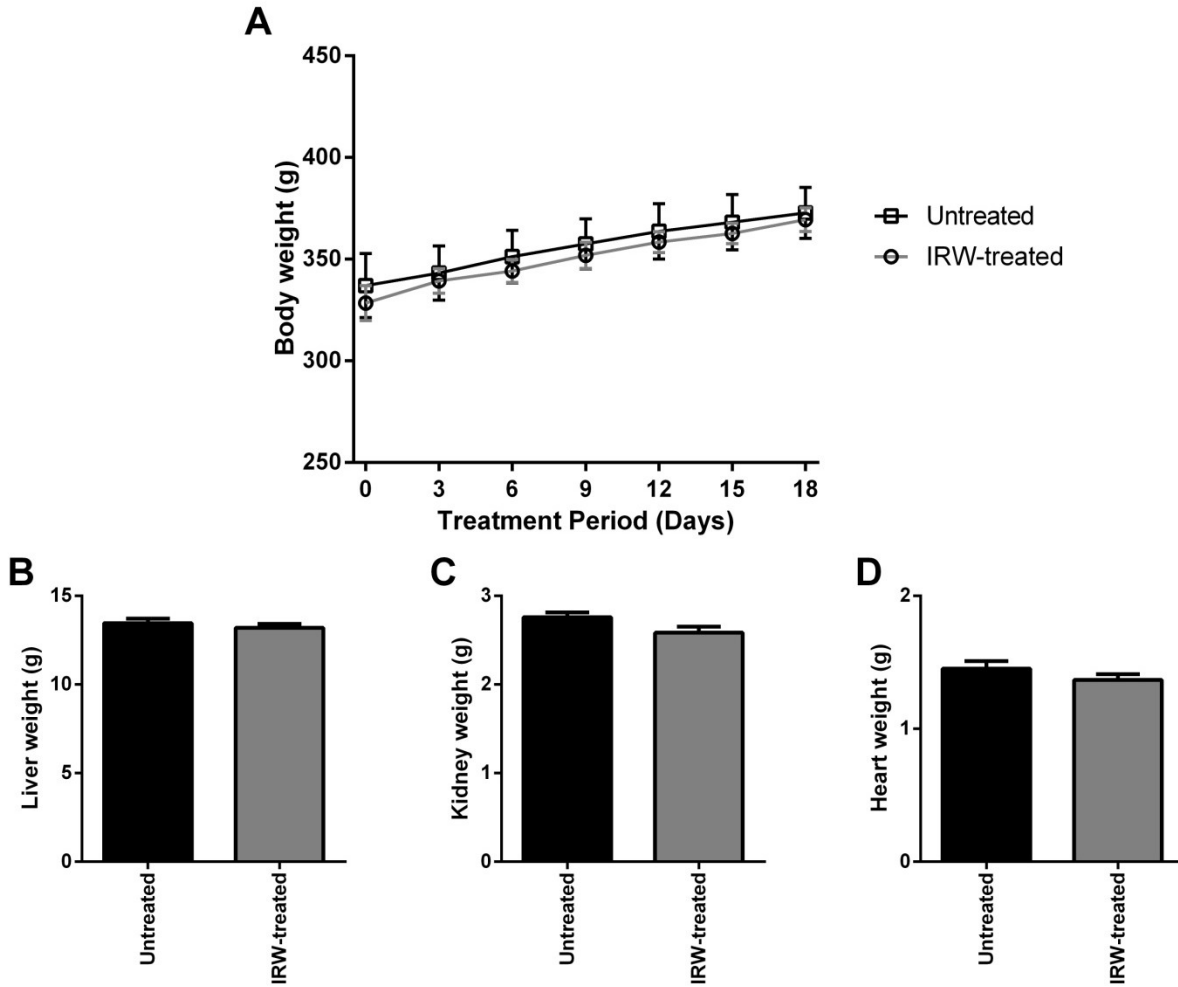 A
450
400
350
300
250
Body weight (g)
0 3 6 9 12 15 18
Treatment Period (Days)
Untreated
IRW-treated
B
15
10
5
0
Liver weight (g)
Untreated
IRW-treated
C
3
2
1
0
Kidney weight (g)
Untreated
IRW-treated
D
2
1
0
Heart weight (g)
Untreated
IRW-treated